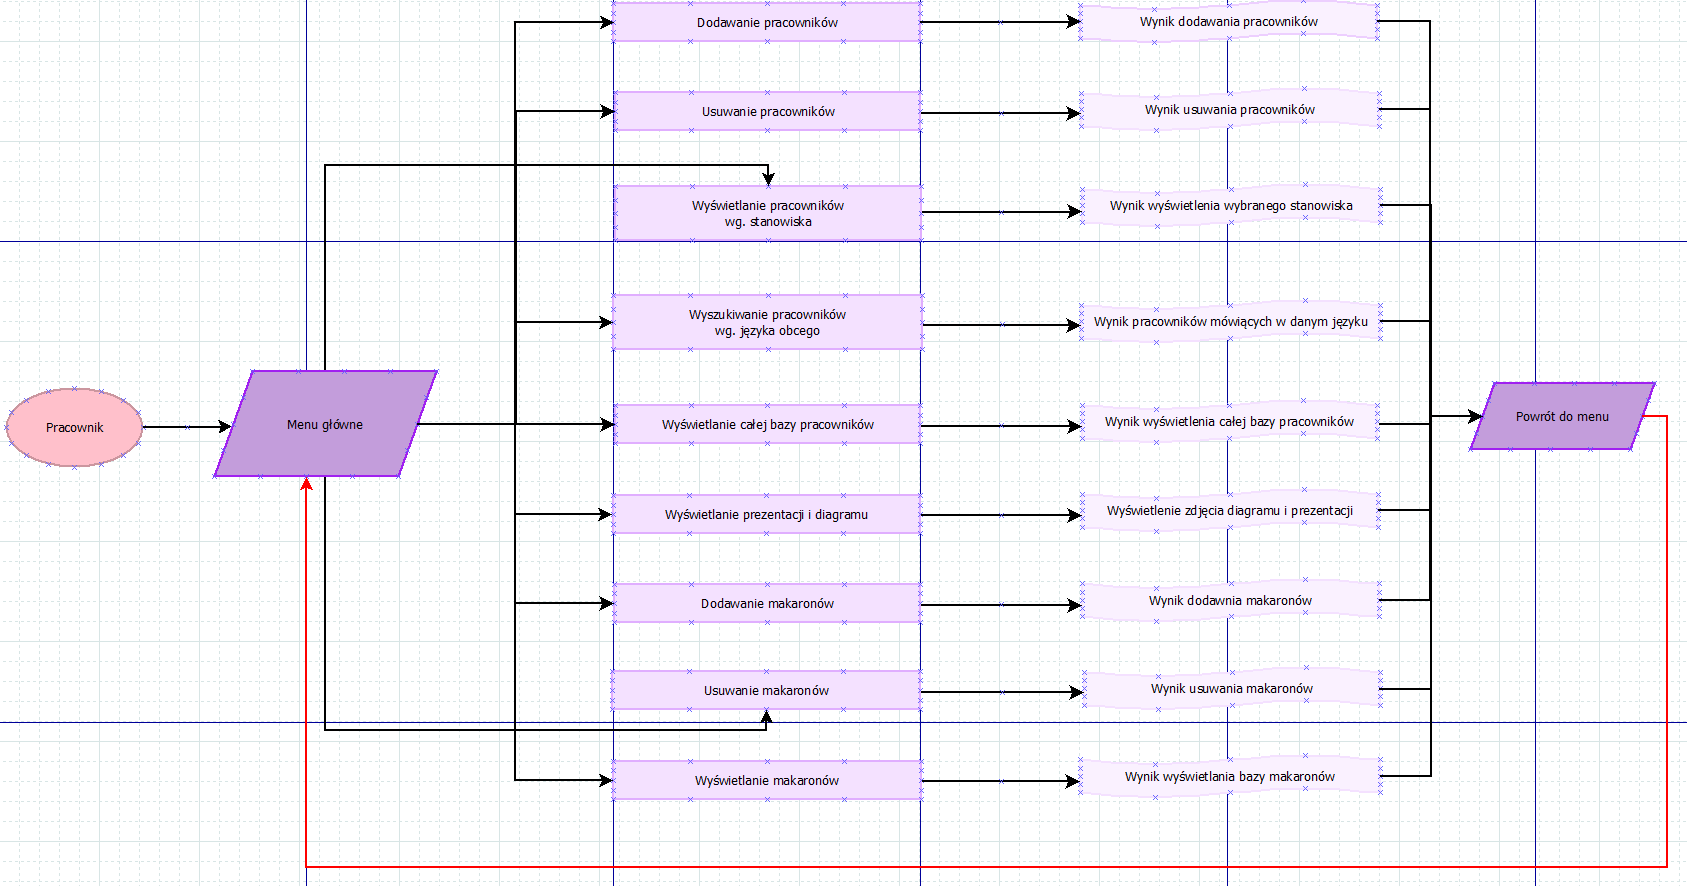 Dodawanie pracowników
Wynik dodawania pracowników
Usuwanie pracowników
Wynik usuwania pracowników
Wyświetlanie pracowników
wg. stanowiska
Wynik wyświetlenia wybranego stanowiska
Wyszukiwanie pracowników
wg. języka obcego
Wynik pracowników mówiących w danym języku
Pracownik
Menu główne
Wyświetlanie całej bazy pracowników
Wynik wyświetlenia całej bazy pracowników
Powrót do menu
Wyświetlanie prezentacji i diagramu
Wyświetlenie zdjęcia diagramu i prezentacji
Dodawanie makaronów
Wynik dodawnia makaronów
Usuwanie makaronów
Wynik usuwania makaronów
Wyświetlanie makaronów
Wynik wyświetlania bazy makaronów